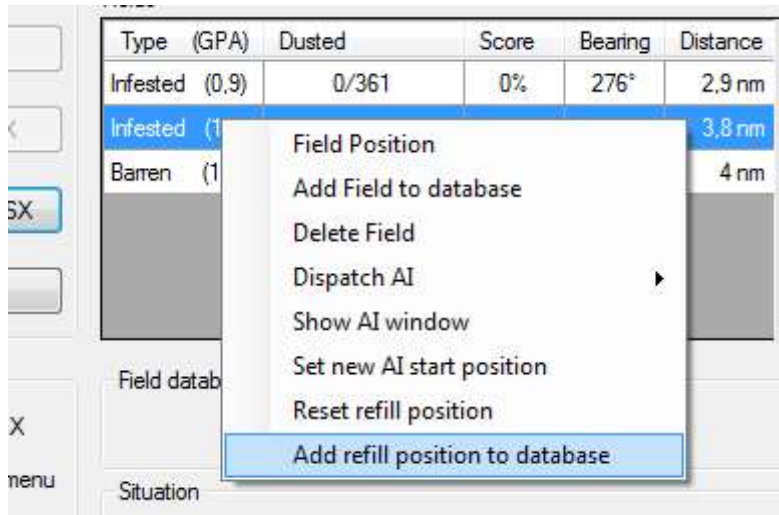 Type (GPA) Dusted Score Bearing Distance
Infested (0,9) 0/361 0% 276° 2,9 nm
Infested (1 3,8 nm
Barren (1 4 nm
Field Position
Add Field to database
Delete Field
Dispatch AI
Show AI window
Set new AI start position
Reset refill position
Add refill position to database
SX
Field datab
X
menu
Situation